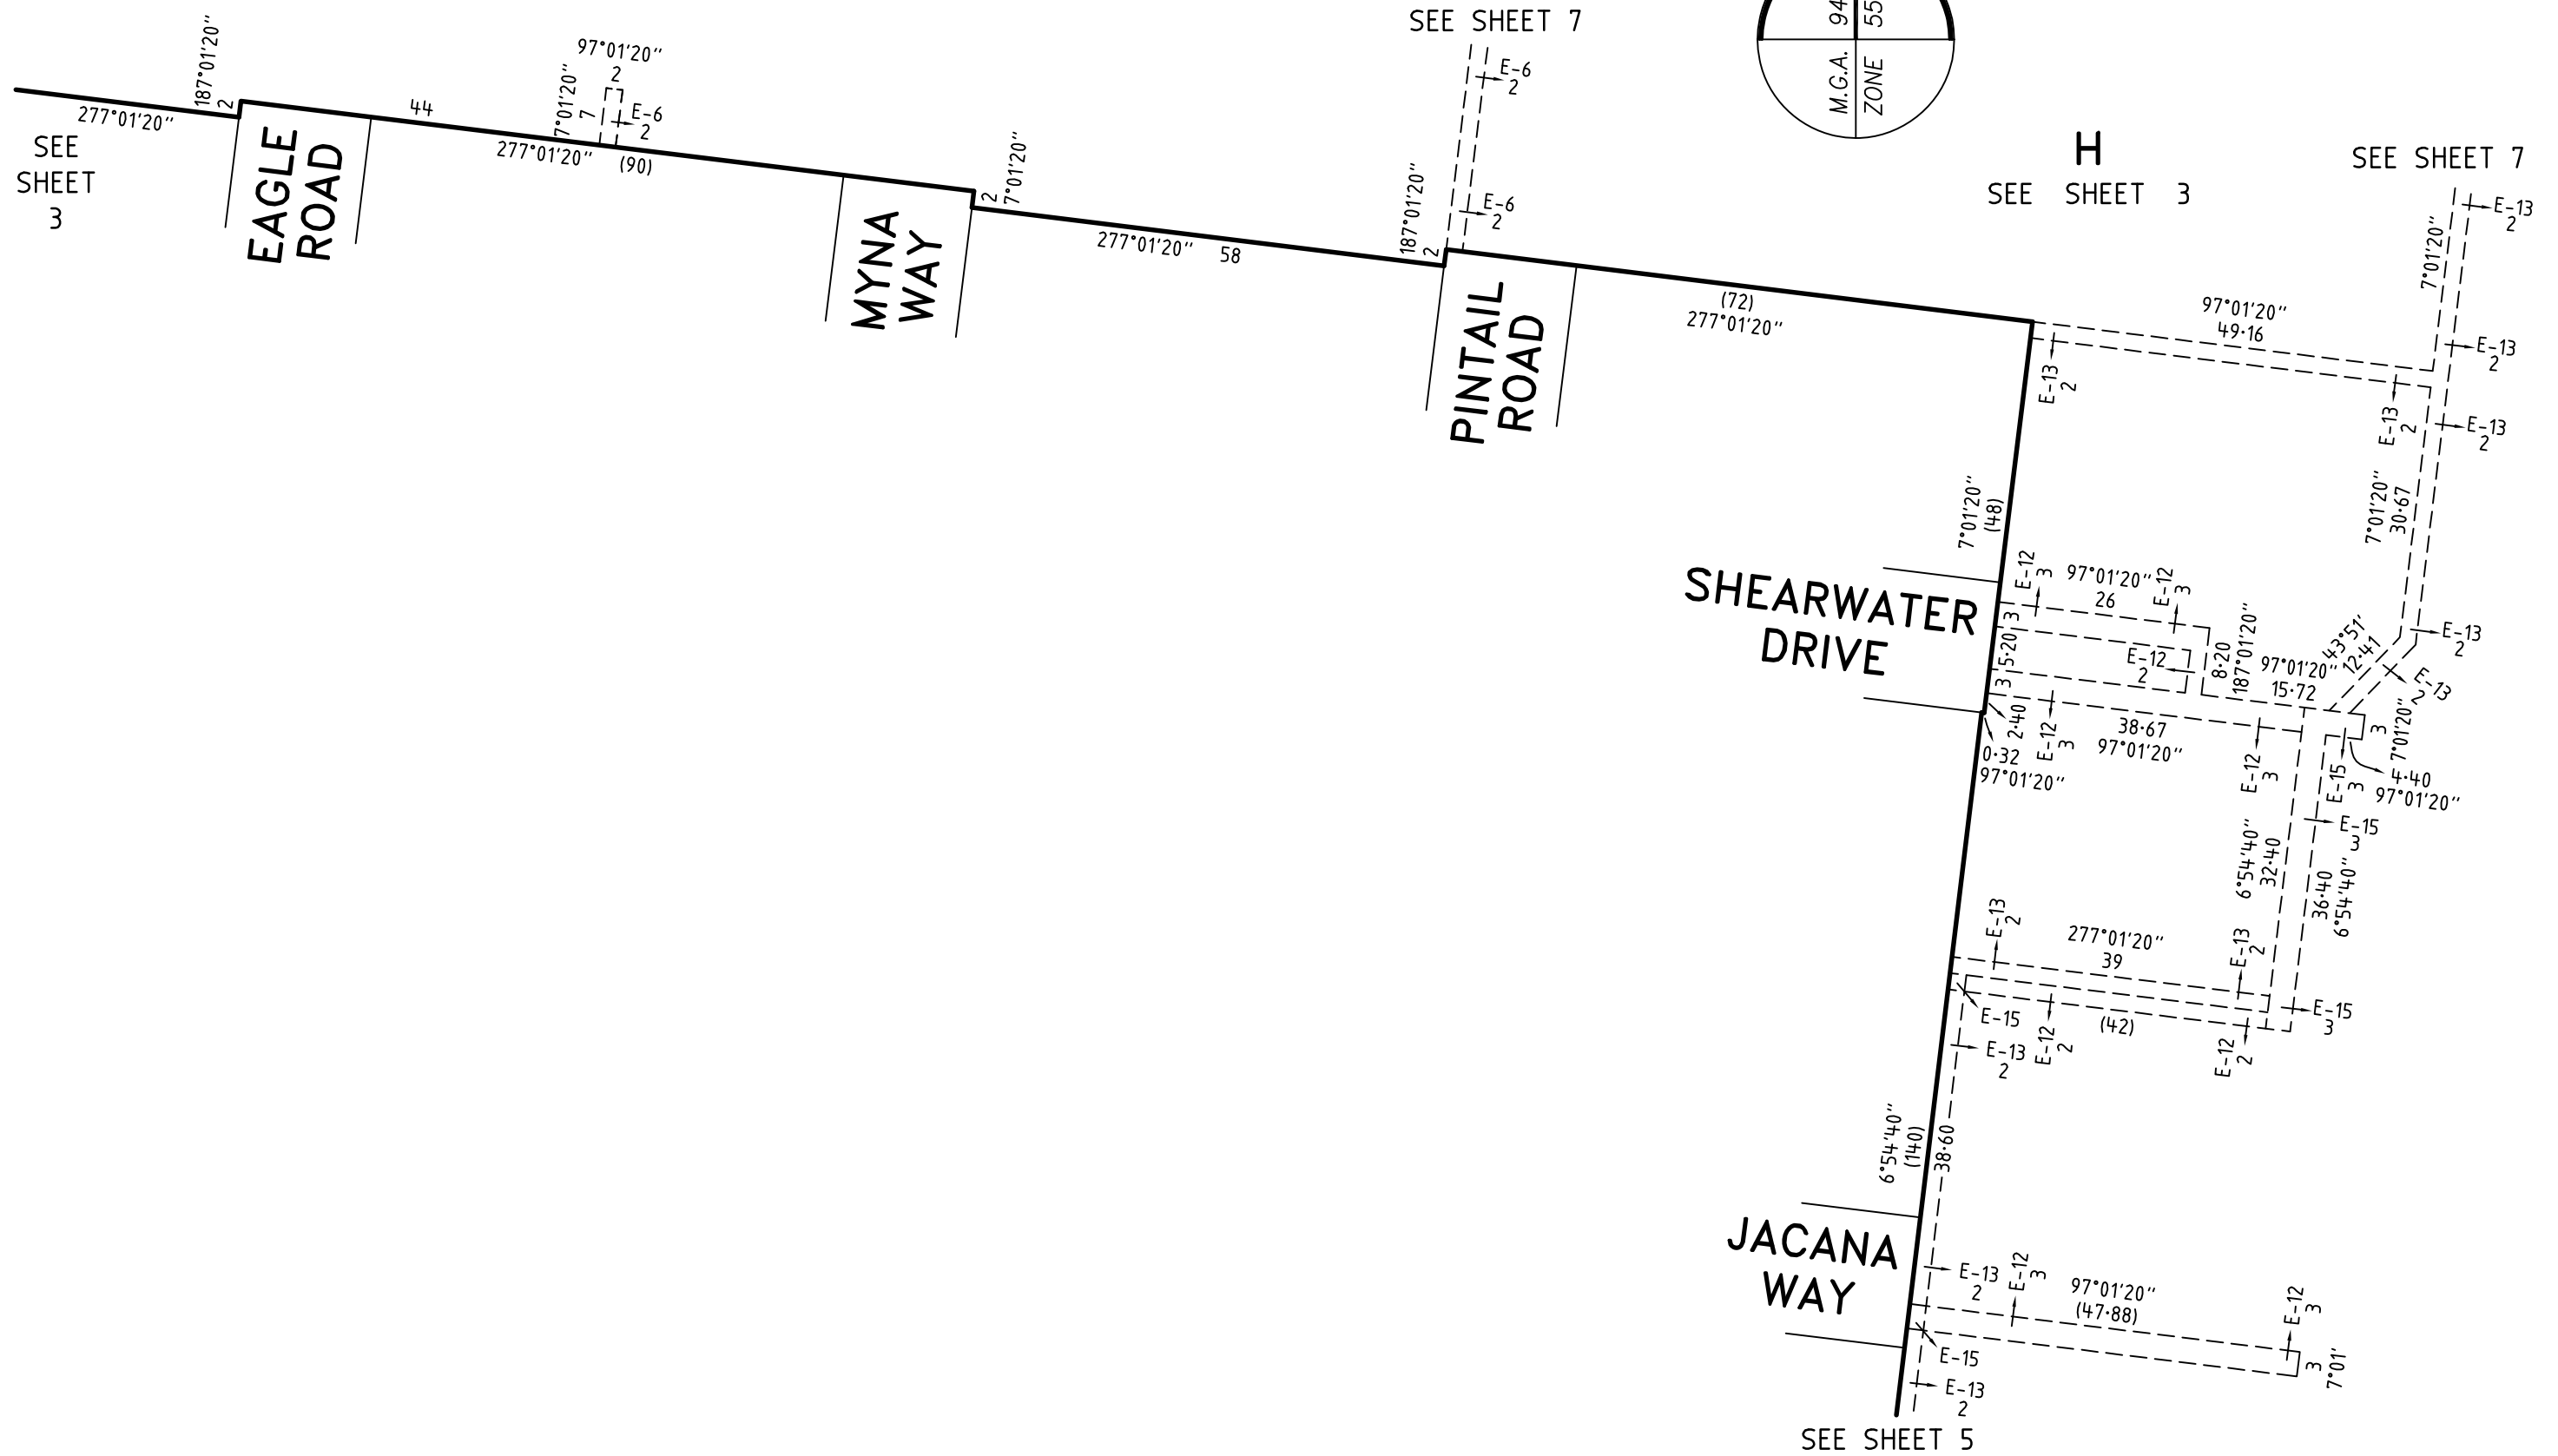 SEE SHEET 7
94
55
M.G.A.
ZONE
H
SEE SHEET 3
SEE SHEET 7
187°01'20"
2
277°01'20"
SEE
SHEET
3
EAGLE
ROAD
44
97°01'20"
2
7°01'20"
7
E-6
2
277°01'20"
(90)
MYNA
WAY
2
7°01'20"
277°01'20"
58
187°01'20"
2
E-6
2
E-6
2
PINTAIL
ROAD
(72)
277°01'20"
97°01'20"
49·16
E-13
2
E-13
2
7°01'20"
E-13
2
E-13
2
E-13
2
7°01'20"
30·67
7°01'20"
(48)
SHEARWATER
DRIVE
E-12
3
97°01'20"
26
E-12
3
3
5·20
3
E-12
2
8·20
187°01'20"
97°01'20"
15·72
43°51'
12·41
E-13
2
E-13
2
3
7°01'20"
2·40
0·32
97°01'20"
E-12
3
38·67
97°01'20"
E-12
3
E-15
3
4·40
97°01'20"
E-15
3
6°54'40"
32·40
36·40
6°54'40"
E-13
2
277°01'20"
39
E-13
2
E-15
E-13
2
E-12
2
(42)
E-12
2
E-15
3
6°54'40"
(140)
38·60
JACANA
WAY
E-13
2
E-12
3
97°01'20"
(47·88)
E-12
3
3
7°01'
E-15
E-13
2
SEE SHEET 5